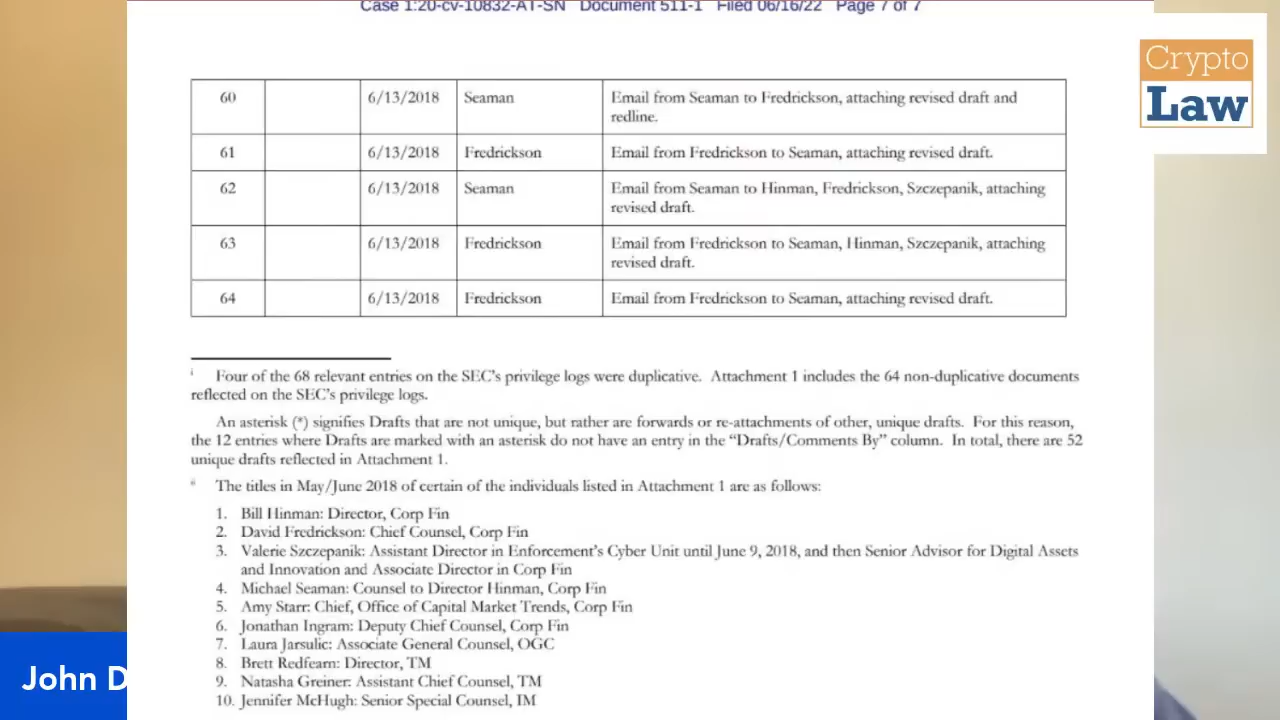 Case 1:20-cv-10832-AT-SN Document 511-1 Filed 06/16/22 Page 7 of 7
Crypto
Law
60 6/13/2018 Seaman Email from Seaman to Fredrickson, attaching revised draft and
redline.
61 6/13/2018 Fredrickson Email from Fredrickson to Seaman, attaching revised draft.
62 6/13/2018 Seaman Email from Seaman to Hinman, Fredrickson, Szczepanik, attaching
revised draft.
63 6/13/2018 Fredrickson Email from Fredrickson to Seaman, Hinman, Szczepanik, attaching
revised draft.
64 6/13/2018 Fredrickson Email from Fredrickson to Seaman, attaching revised draft.
i Four of the 68 relevant entries on the SEC's privilege logs were duplicative. Attachment 1 includes the 64 non-duplicative documents
reflected on the SEC's privilege logs.
An asterisk (*) signifies Drafts that are not unique, but rather are forwards or re-attachments of other, unique drafts. For this reason,
the 12 entries where Drafts are marked with an asterisk do not have an entry in the "Drafts/Comments By" column. In total, there are 52
unique drafts reflected in Attachment 1.
ii The titles in May/June 2018 of certain of the individuals listed in Attachment 1 are as follows:
1. Bill Hinman: Director, Corp Fin
2. David Fredrickson: Chief Counsel, Corp Fin
3. Valerie Szczepanik: Assistant Director in Enforcement's Cyber Unit until June 9, 2018, and then Senior Advisor for Digital Assets
and Innovation and Associate Director in Corp Fin
4. Michael Seaman: Counsel to Director Hinman, Corp Fin
5. Amy Starr: Chief, Office of Capital Market Trends, Corp Fin
6. Jonathan Ingram: Deputy Chief Counsel, Corp Fin
7. Laura Jarsulic: Associate General Counsel, OGC
8. Brett Redfearn: Director, TM
9. Natasha Greiner: Assistant Chief Counsel, TM
10. Jennifer McHugh: Senior Special Counsel, IM
John D